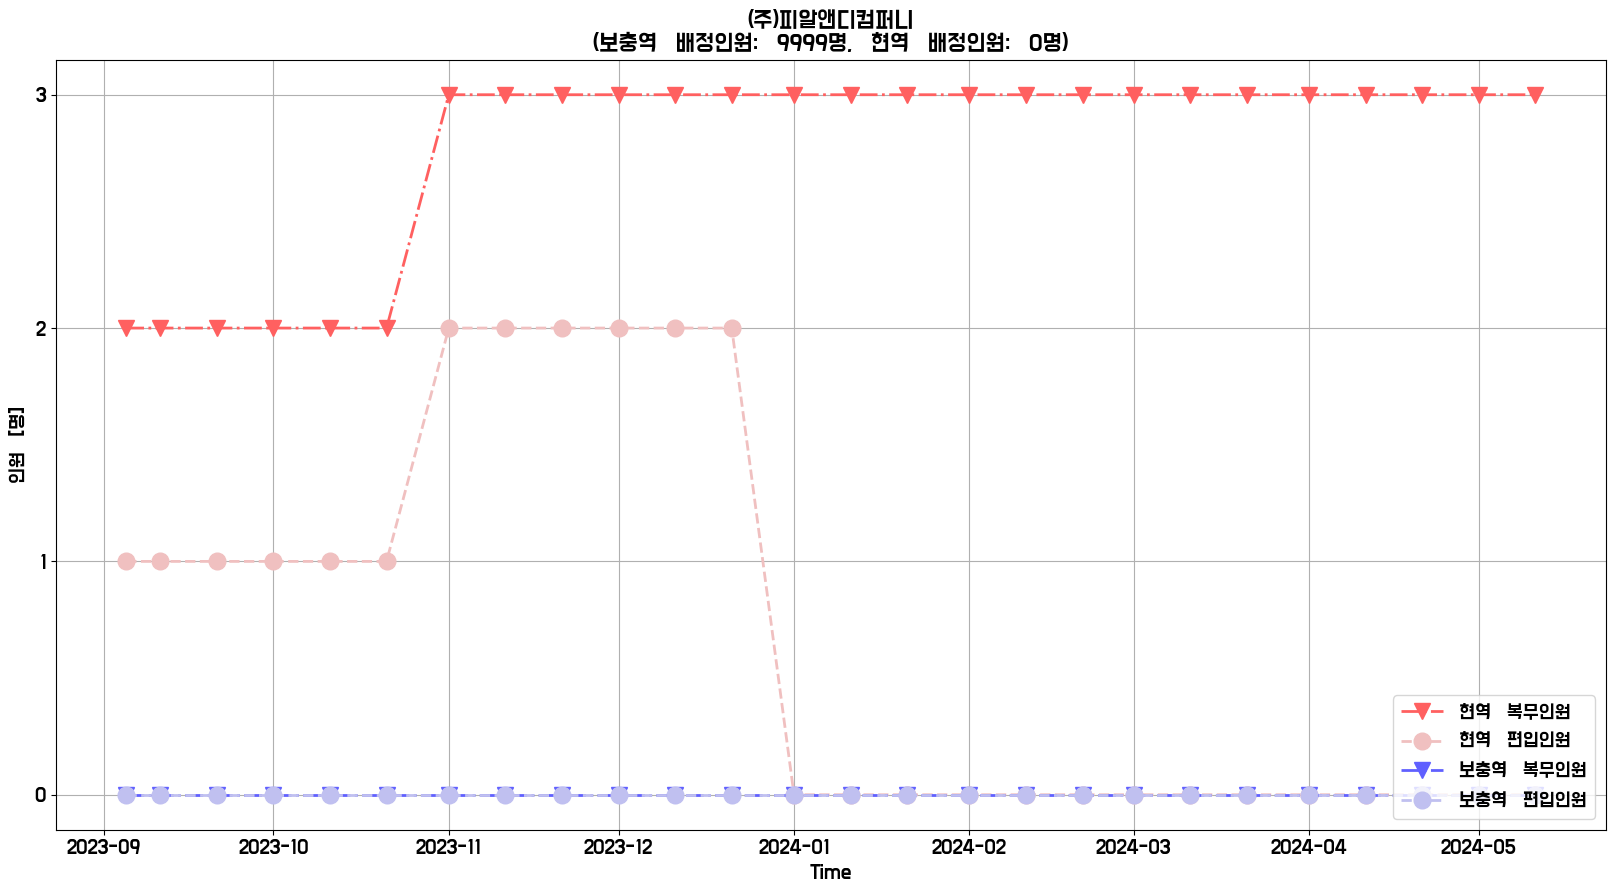 (주)피알앤디컴퍼니
(보충역 배정인원: 9999명, 현역 배정인원: 0명)
3
2
1
0
인원 [명]
2023-09 2023-10 2023-11 2023-12 2024-01 2024-02 2024-03 2024-04 2024-05
Time
현역 복무인원
현역 편입인원
보충역 복무인원
보충역 편입인원